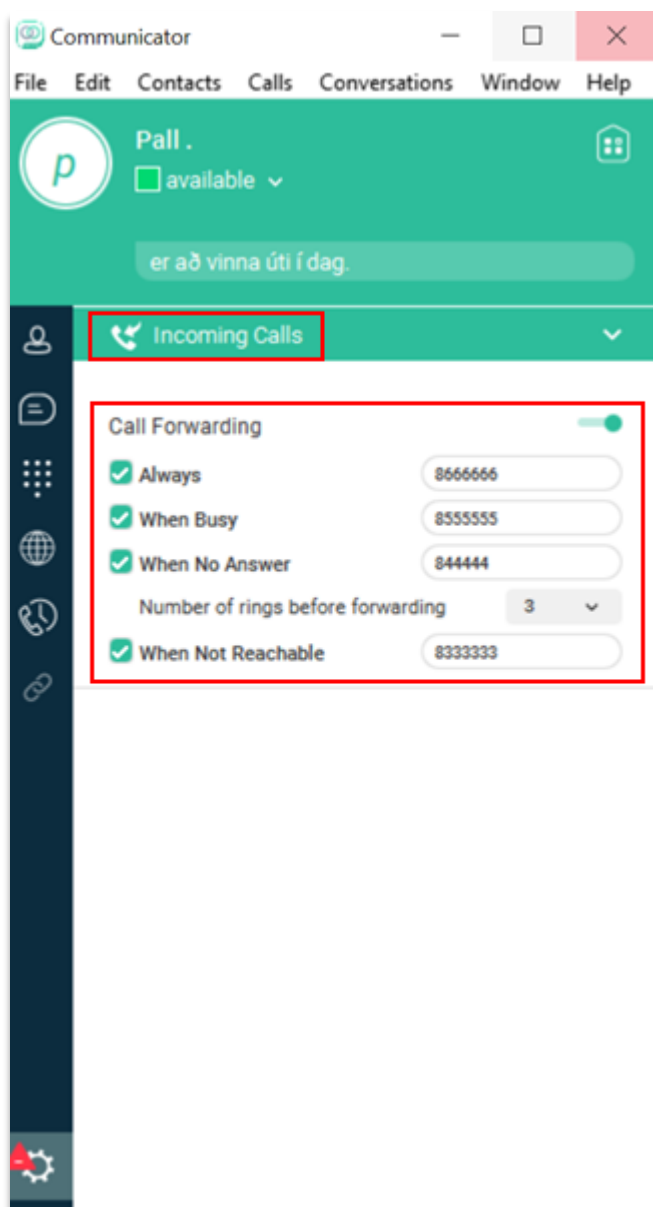 Communicator
File Edit Contacts Calls Conversations Window Help
p
Pall .
available
er að vinna úti í dag.
Incoming Calls
Call Forwarding
Always 8666666
When Busy 8555555
When No Answer 844444
Number of rings before forwarding 3
When Not Reachable 8333333